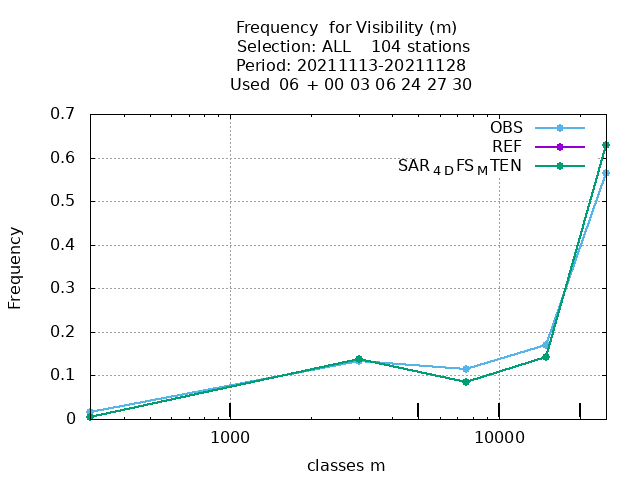 Frequency  for Visibility (m)
Selection: ALL    104 stations
Period: 20211113-20211128
Used  06  + 00 03 06 24 27 30
0.7
0.6
0.5
0.4
0.3
0.2
0.1
0
Frequency
OBS
REF
SAR4DFSMTEN
1000
10000
classes m